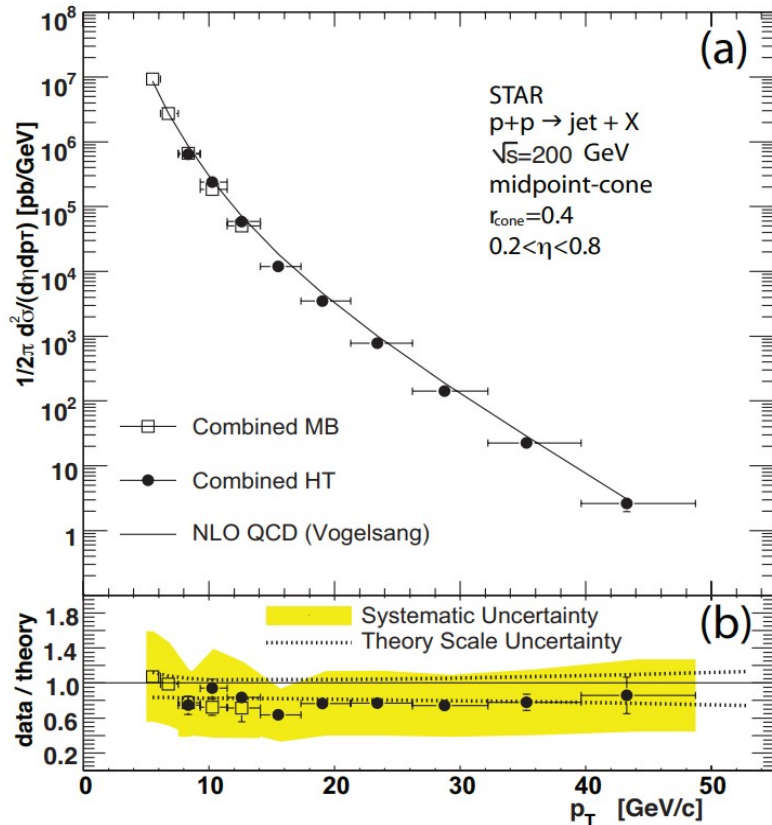 (a)
10⁸
10⁷
10⁶
10⁵
10⁴
10³
10²
10
1
1/2π d²σ/(dηdpT) [pb/GeV]
STAR
p+p → jet + X
√s=200 GeV
midpoint-cone
r_cone=0.4
0.2<η<0.8
Combined MB
Combined HT
NLO QCD (Vogelsang)
(b)
Systematic Uncertainty
Theory Scale Uncertainty
data / theory
1.8
1.4
1.0
0.6
0.2
0 10 20 30 40 50
p_T [GeV/c]